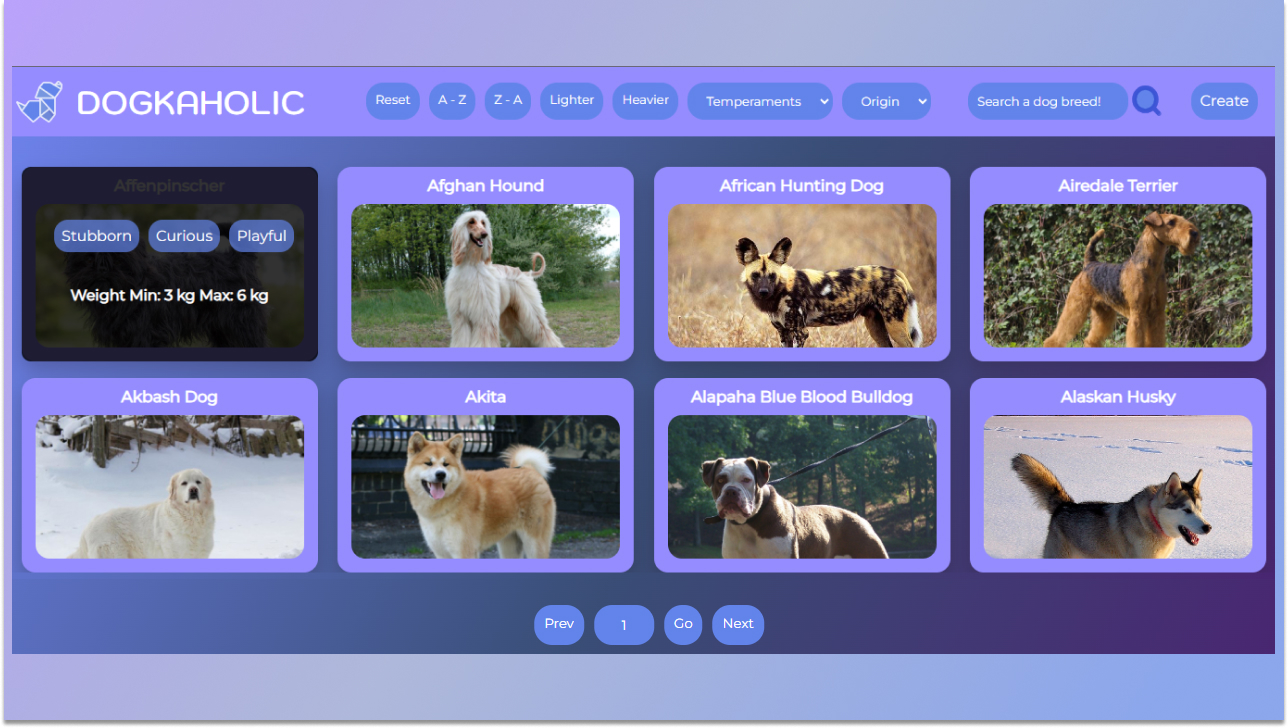 DOGKAHOLIC
Reset A - Z Z - A Lighter Heavier Temperaments Origin Search a dog breed! Create
Affenpinscher Afghan Hound African Hunting Dog Airedale Terrier
Stubborn Curious Playful
Weight Min: 3 kg Max: 6 kg
Akbash Dog Akita Alapaha Blue Blood Bulldog Alaskan Husky
Prev 1 Go Next